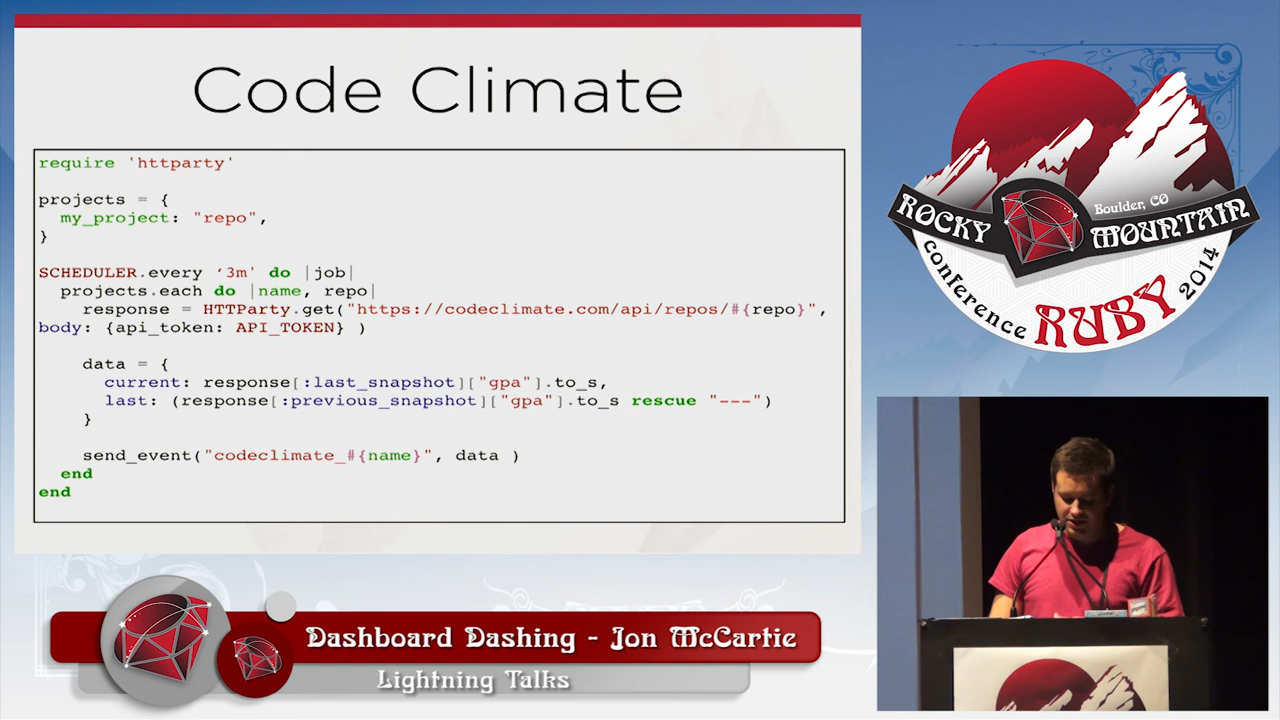 Code Climate
require 'httparty'
projects = {
  my_project: "repo",
}
SCHEDULER.every ‘3m' do |job|
  projects.each do |name, repo|
    response = HTTParty.get("https://codeclimate.com/api/repos/#{repo}",
body: {api_token: API_TOKEN} )
    data = {
      current: response[:last_snapshot]["gpa"].to_s,
      last: (response[:previous_snapshot]["gpa"].to_s rescue "---")
    }
    send_event("codeclimate_#{name}", data )
  end
end
Boulder, CO
ROCKY MOUNTAIN
conference RUBY 2014
Dashboard Dashing - Jon McCartie
Lightning Talks